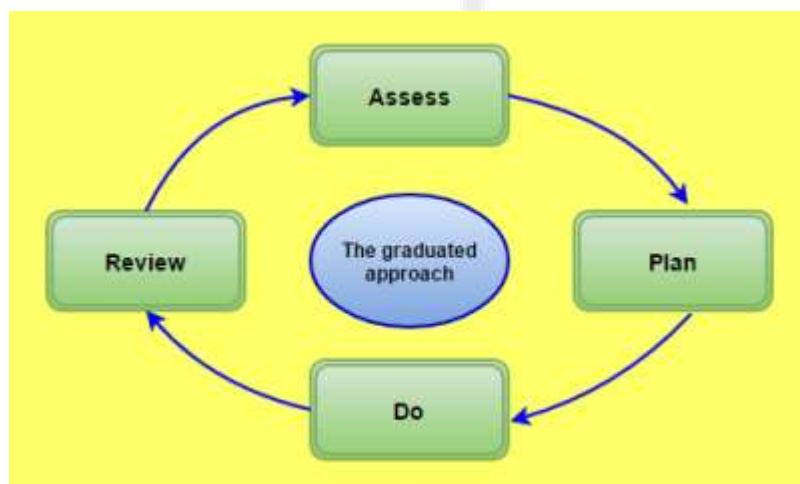 Assess
Review
The graduated
approach
Plan
Do